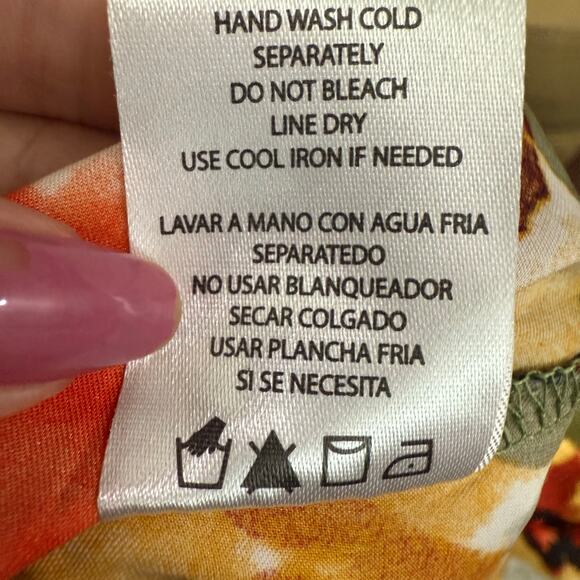 HAND WASH COLD
SEPARATELY
DO NOT BLEACH
LINE DRY
USE COOL IRON IF NEEDED
LAVAR A MANO CON AGUA FRIA
SEPARATEDO
NO USAR BLANQUEADOR
SECAR COLGADO
USAR PLANCHA FRIA
SI SE NECESITA